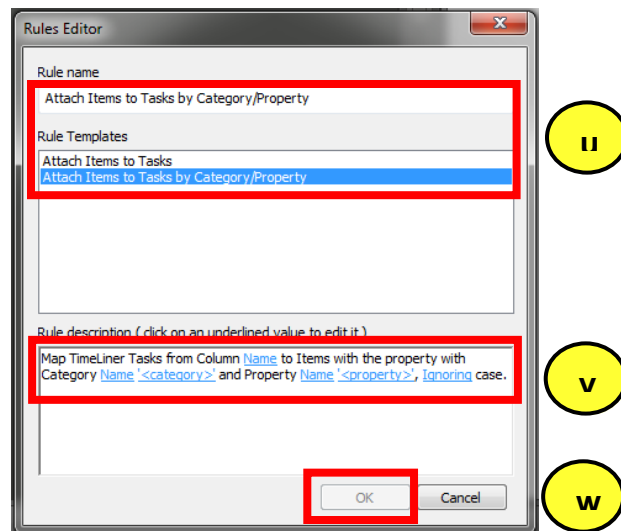 Rules Editor
Rule name
Attach Items to Tasks by Category/Property
u
Rule Templates
Attach Items to Tasks
Attach Items to Tasks by Category/Property
Rule description ( click on an underlined value to edit it )
Map TimeLiner Tasks from Column Name to Items with the property with
Category Name '<category>' and Property Name '<property>', Ignoring case.
v
OK
Cancel
w